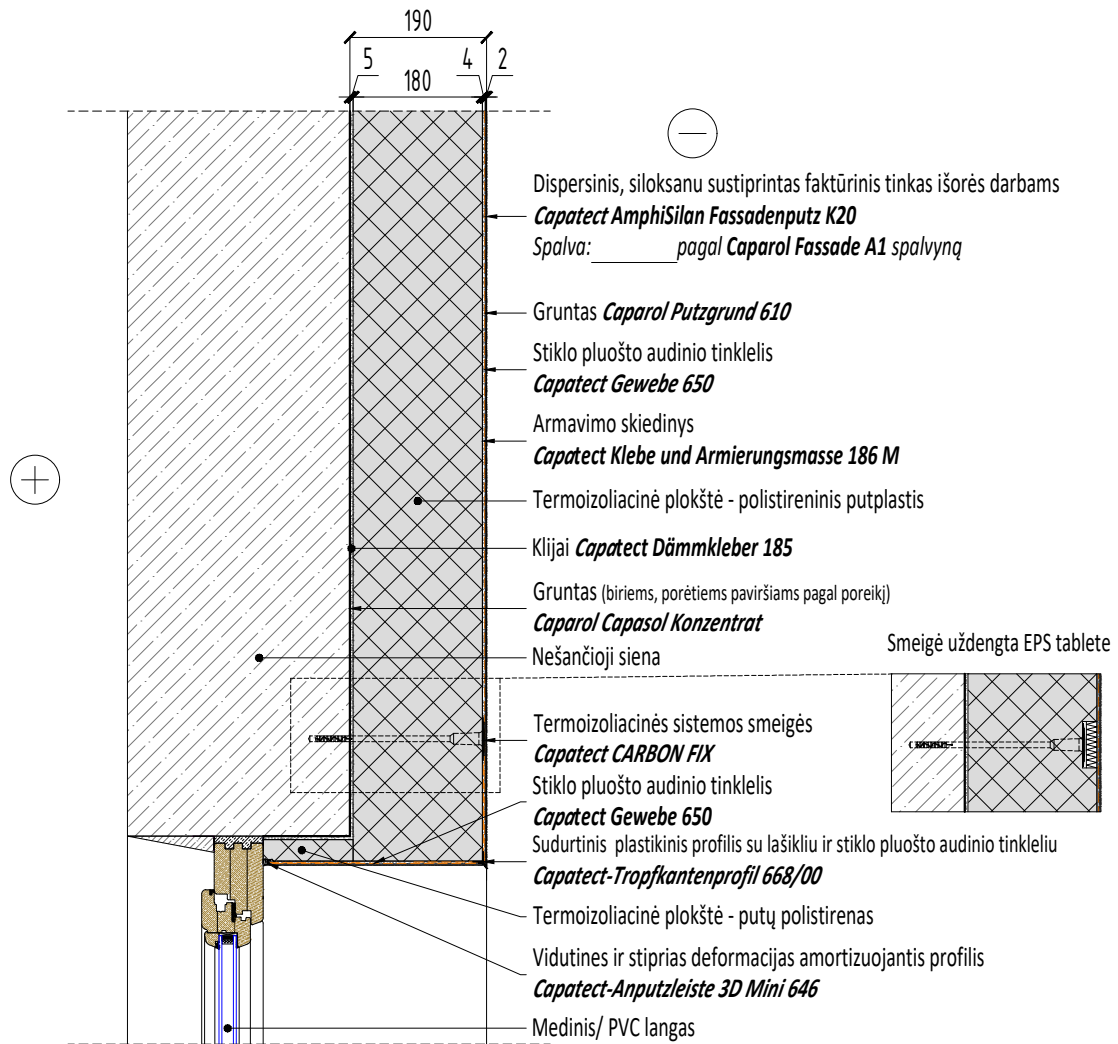 190
5
4
2
180
Dispersinis, siloksanu sustiprintas faktūrinis tinkas išorės darbams
Capatect AmphiSilan Fassadenputz K20
Spalva:________pagal Caparol Fassade A1 spalvyną
Gruntas Caparol Putzgrund 610
Stiklo pluošto audinio tinklelis
Capatect Gewebe 650
Armavimo skiedinys
Capatect Klebe und Armierungsmasse 186 M
Termoizoliacinė plokštė - polistireninis putplastis
Klijai Capatect Dämmkleber 185
Gruntas (biriems, porėtiems paviršiams pagal poreikį)
Caparol Capasol Konzentrat
Nešančioji siena
Smeigė uždengta EPS tablete
Termoizoliacinės sistemos smeigės
Capatect CARBON FIX
Stiklo pluošto audinio tinklelis
Capatect Gewebe 650
Sudurtinis plastikinis profilis su lašikliu ir stiklo pluošto audinio tinkleliu
Capatect-Tropfkantenprofil 668/00
Termoizoliacinė plokštė - putų polistirenas
Vidutines ir stiprias deformacijas amortizuojantis profilis
Capatect-Anputzleiste 3D Mini 646
Medinis/ PVC langas